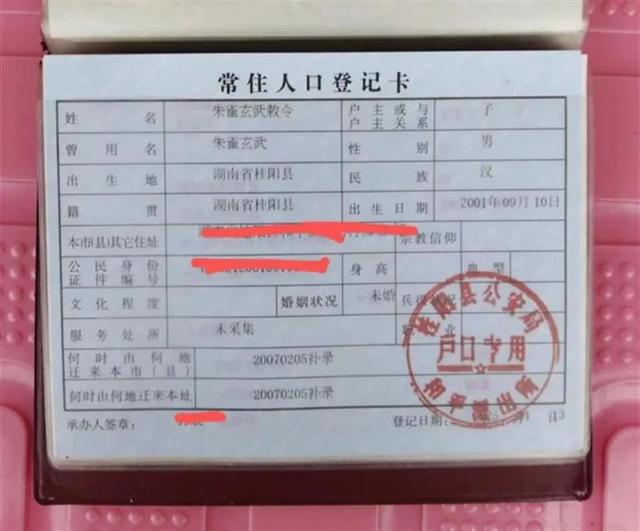 常住人口登记卡
姓名 朱雀玄武敕令 户主或与户主关系 子
曾用名 朱雀玄武 性别 男
出生地 湖南省桂阳县 民族 汉
籍贯 湖南省桂阳县 出生日期 2001年09月10日
本市(县)其它住址 宗教信仰
公民身份证件编号 身高 血型
文化程度 婚姻状况 未婚 兵役状况
服务处所 未采集 职业
何时由何地迁来本市(县) 20070205补录
何时由何地迁来本址 20070205补录
承办人签章： 登记日期：
桂阳县公安局
户口专用